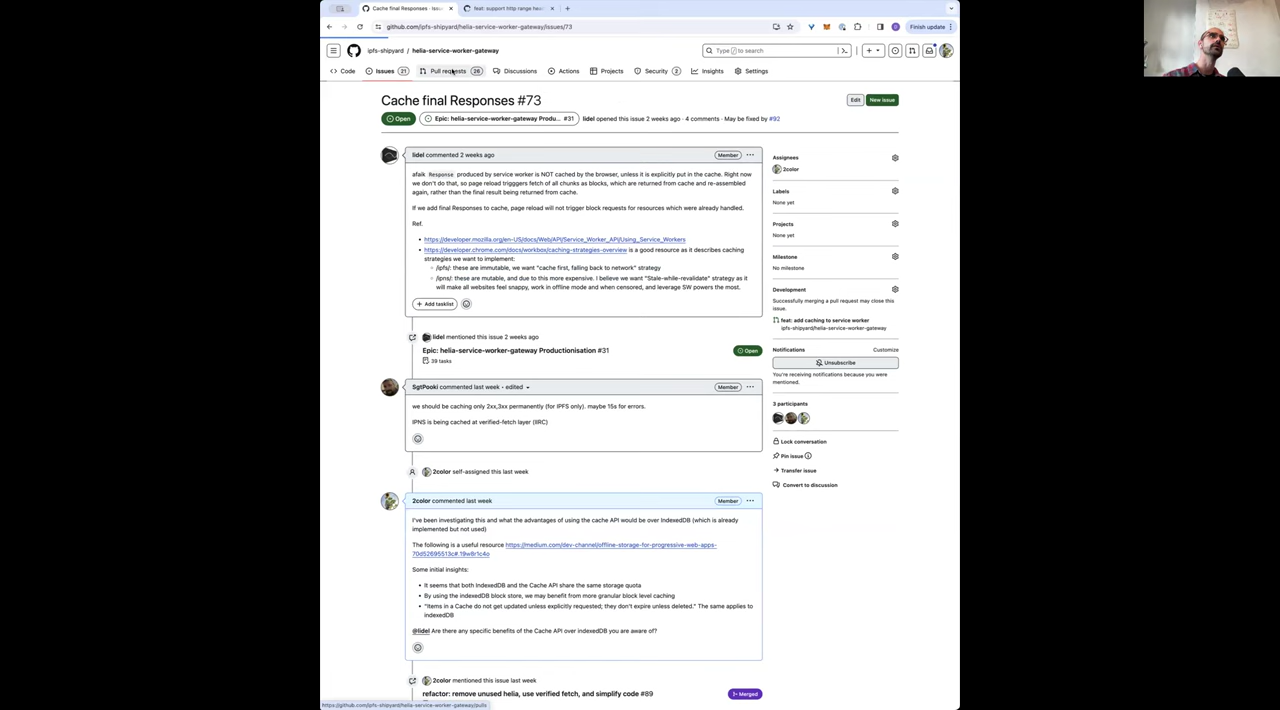 Cache final Responses · Issu
feat: support http range head
github.com/ipfs-shipyard/helia-service-worker-gateway/issues/73
Finish update
ipfs-shipyard / helia-service-worker-gateway
Type / to search
Code
Issues 21
Pull requests 26
Discussions
Actions
Projects
Security 2
Insights
Settings
Cache final Responses #73
Edit
New issue
Open
Epic: helia-service-worker-gateway Produ... #31
lidel opened this issue 2 weeks ago · 4 comments · May be fixed by #92
lidel commented 2 weeks ago
Member
afaik Response produced by service worker is NOT cached by the browser, unless it is explicitly put in the cache. Right now
we don't do that, so page reload trigggers fetch of all chunks as blocks, which are returned from cache and re-assembled
again, rather than the final result being returned from cache.
If we add final Responses to cache, page reload will not trigger block requests for resources which were already handled.
Ref.
• https://developer.mozilla.org/en-US/docs/Web/API/Service_Worker_API/Using_Service_Workers
• https://developer.chrome.com/docs/workbox/caching-strategies-overview is a good resource as it describes caching
strategies we want to implement:
/ipfs/: these are immutable, we want "cache first, falling back to network" strategy
/ipns/: these are mutable, and due to this more expensive. I believe we want "Stale-while-revalidate" strategy as it
will make all websites feel snappy, work in offline mode and when censored, and leverage SW powers the most.
Add tasklist
lidel mentioned this issue 2 weeks ago
Epic: helia-service-worker-gateway Productionisation #31
Open
39 tasks
SgtPooki commented last week • edited
Member
we should be caching only 2xx,3xx permanently (for IPFS only). maybe 15s for errors.
IPNS is being cached at verified-fetch layer (IIRC)
2color self-assigned this last week
2color commented last week
Member
I've been investigating this and what the advantages of using the cache API would be over IndexedDB (which is already
implemented but not used)
The following is a useful resource https://medium.com/dev-channel/offline-storage-for-progressive-web-apps-
70d52695513c#.19w8r1c4o
Some initial insights:
• It seems that both IndexedDB and the Cache API share the same storage quota
• By using the indexedDB block store, we may benefit from more granular block level caching
• "Items in a Cache do not get updated unless explicitly requested; they don't expire unless deleted." The same applies to
indexedDB
@lidel Are there any specific benefits of the Cache API over indexedDB you are aware of?
2color mentioned this issue last week
refactor: remove unused helia, use verified fetch, and simplify code #89
Merged
Assignees
2color
Labels
None yet
Projects
None yet
Milestone
No milestone
Development
Successfully merging a pull request may close this
issue.
feat: add caching to service worker
ipfs-shipyard/helia-service-worker-gateway
Notifications
Customize
Unsubscribe
You're receiving notifications because you were
mentioned.
3 participants
Lock conversation
Pin issue
Transfer issue
Convert to discussion
https://github.com/ipfs-shipyard/helia-service-worker-gateway/pulls